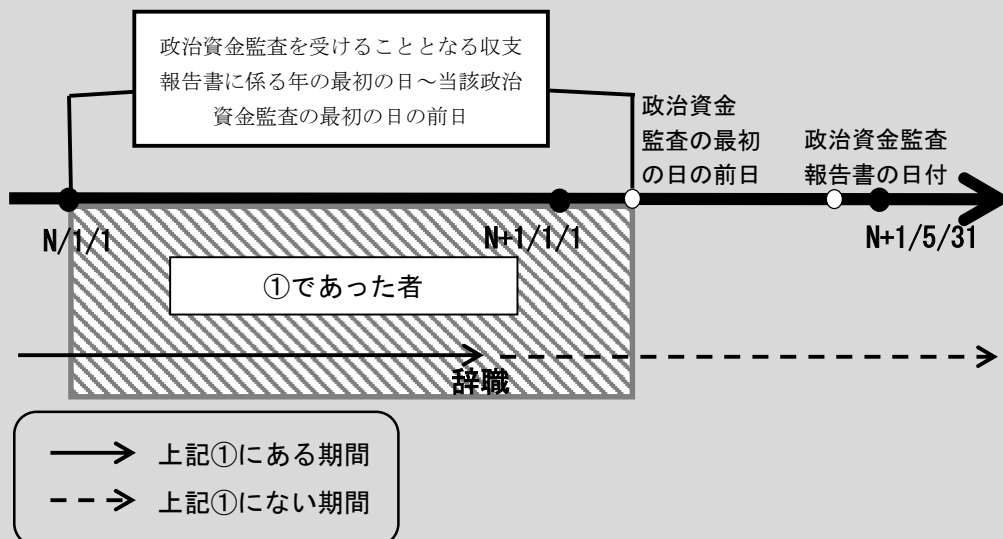 政治資金監査を受けることとなる収支
報告書に係る年の最初の日～当該政治
資金監査の最初の日の前日
政治資金
監査の最初
の日の前日
政治資金監査
報告書の日付
N/1/1
N+1/1/1
N+1/5/31
①であった者
辞職
上記①にある期間
上記①にない期間